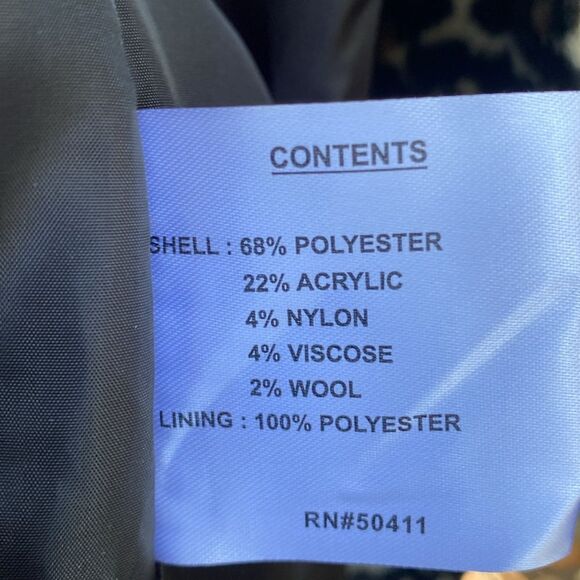 CONTENTS
SHELL : 68% POLYESTER
22% ACRYLIC
4% NYLON
4% VISCOSE
2% WOOL
LINING : 100% POLYESTER
RN#50411